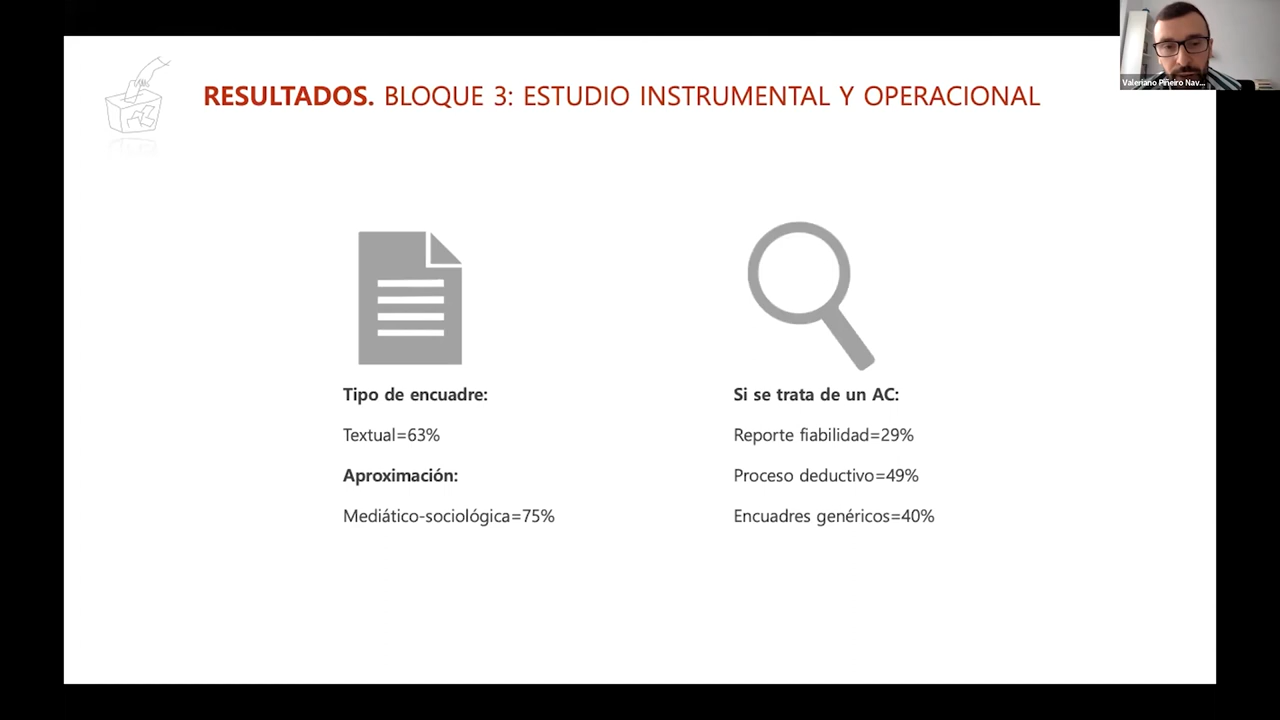 Valeriano Piñeiro Nav...
RESULTADOS. BLOQUE 3: ESTUDIO INSTRUMENTAL Y OPERACIONAL
Tipo de encuadre:
Textual=63%
Aproximación:
Mediático-sociológica=75%
Si se trata de un AC:
Reporte fiabilidad=29%
Proceso deductivo=49%
Encuadres genéricos=40%